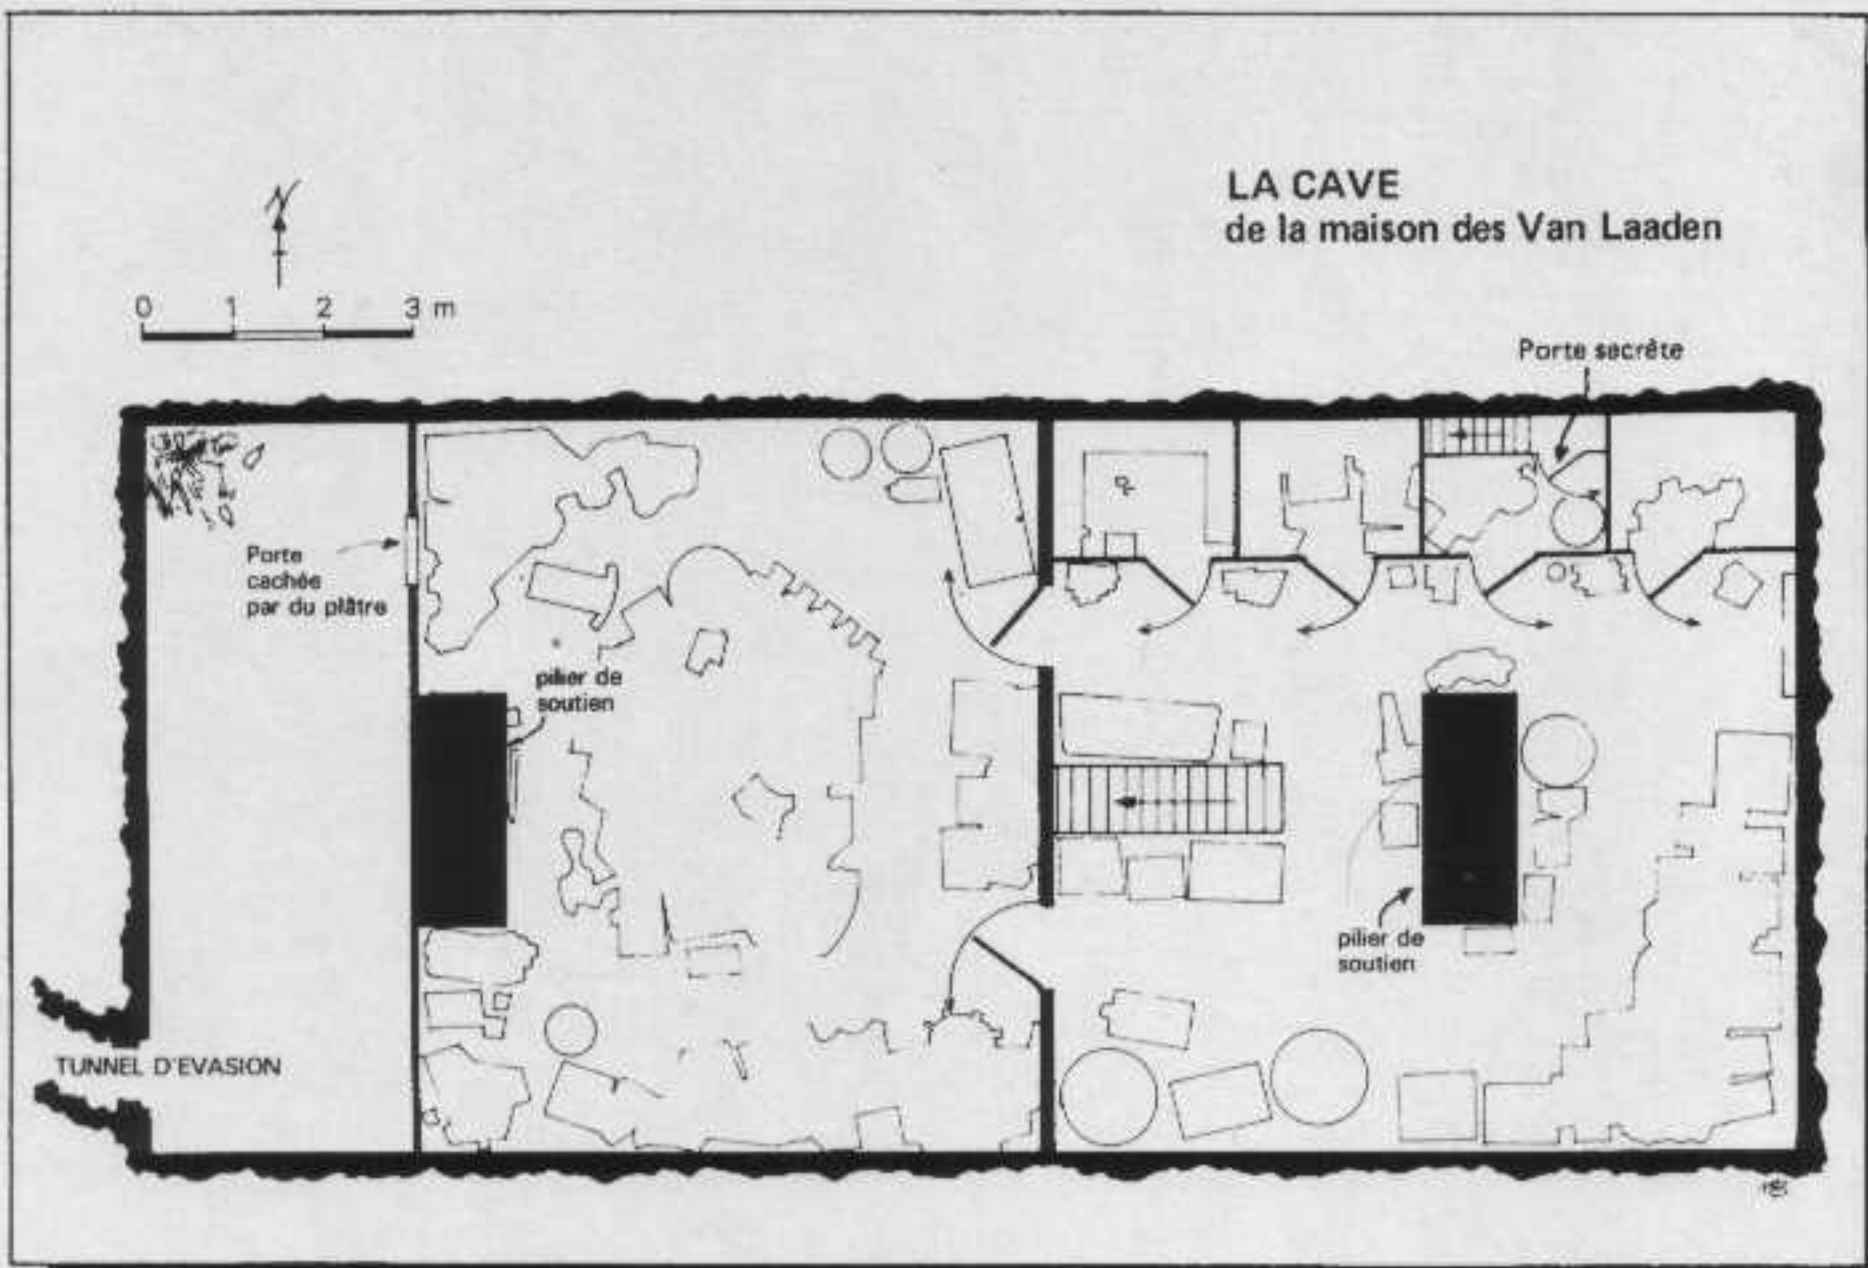 LA CAVE
de la maison des Van Laaden
N
0 1 2 3 m
Porte secrête
Porte
cachée
par du plâtre
pilier de
soutien
pilier de
soutien
TUNNEL D'EVASION